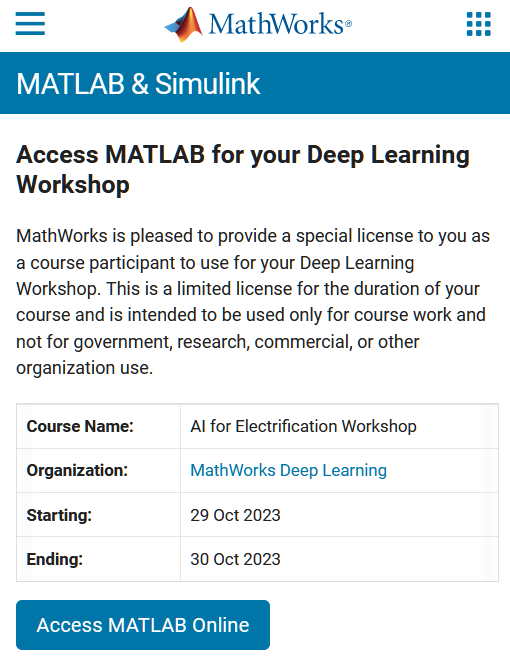 MathWorks®
MATLAB & Simulink
Access MATLAB for your Deep Learning
Workshop
MathWorks is pleased to provide a special license to you as
a course participant to use for your Deep Learning
Workshop. This is a limited license for the duration of your
course and is intended to be used only for course work and
not for government, research, commercial, or other
organization use.
Course Name: AI for Electrification Workshop
Organization: MathWorks Deep Learning
Starting: 29 Oct 2023
Ending: 30 Oct 2023
Access MATLAB Online